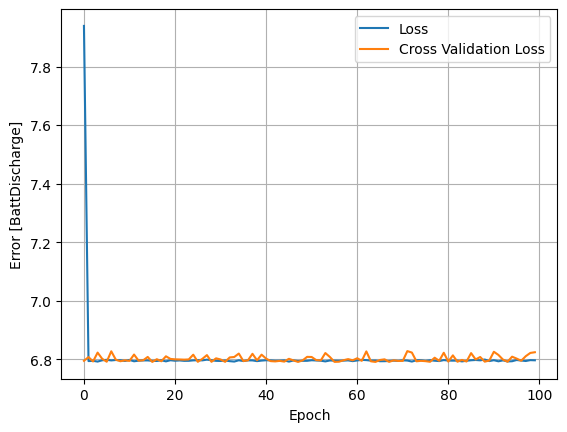 Loss
Cross Validation Loss
7.8
7.6
7.4
7.2
7.0
6.8
Error [BattDischarge]
0 20 40 60 80 100
Epoch